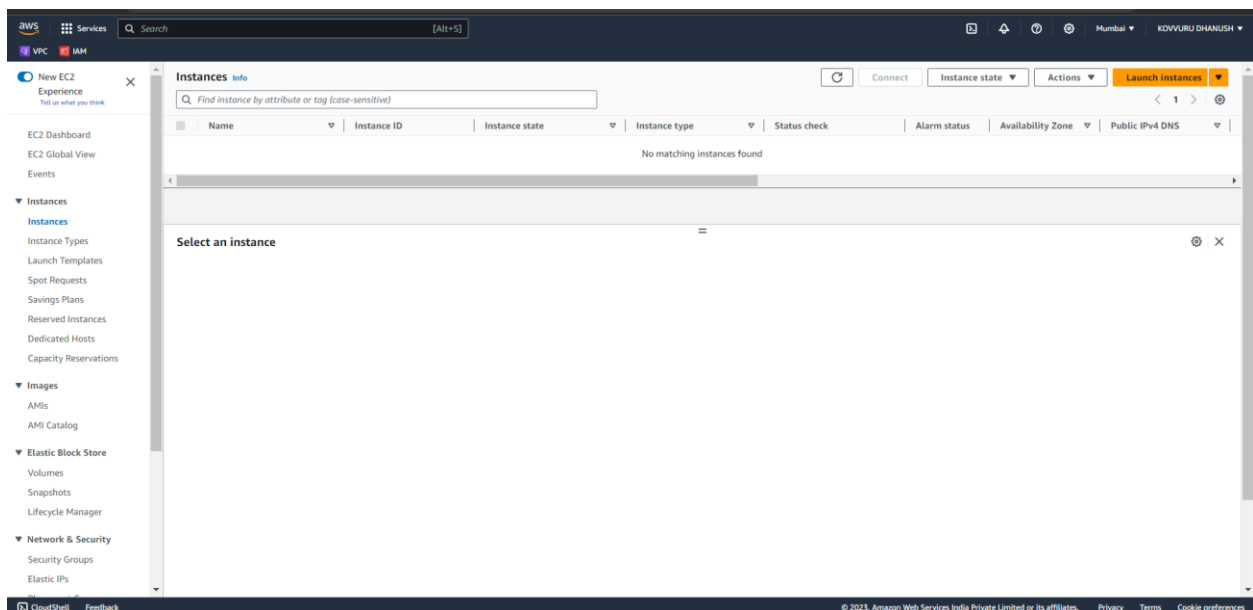 aws Services Search [Alt+S] Mumbai KOVVURU DHANUSH
VPC IAM
New EC2
Experience
Tell us what you think
EC2 Dashboard
EC2 Global View
Events
Instances
Instances
Instance Types
Launch Templates
Spot Requests
Savings Plans
Reserved Instances
Dedicated Hosts
Capacity Reservations
Images
AMIs
AMI Catalog
Elastic Block Store
Volumes
Snapshots
Lifecycle Manager
Network & Security
Security Groups
Elastic IPs
Instances Info Connect Instance state Actions Launch instances
Find instance by attribute or tag (case-sensitive) 1
Name Instance ID Instance state Instance type Status check Alarm status Availability Zone Public IPv4 DNS
No matching instances found
Select an instance
CloudShell Feedback © 2023, Amazon Web Services India Private Limited or its affiliates. Privacy Terms Cookie preferences